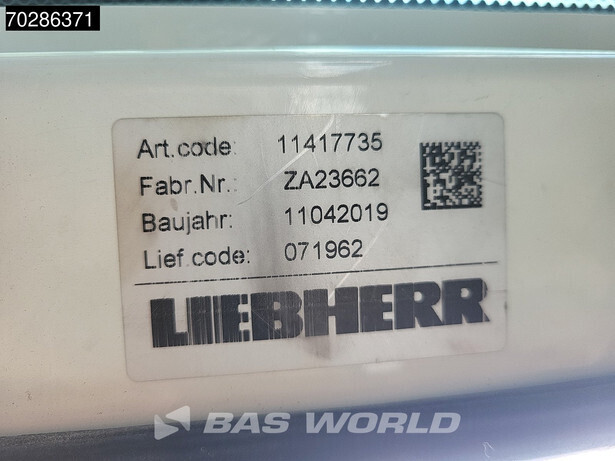 70286371
Art.code: 11417735
Fabr.Nr.: ZA23662
Baujahr: 11042019
Lief.code: 071962
LIEBHERR
BAS WORLD